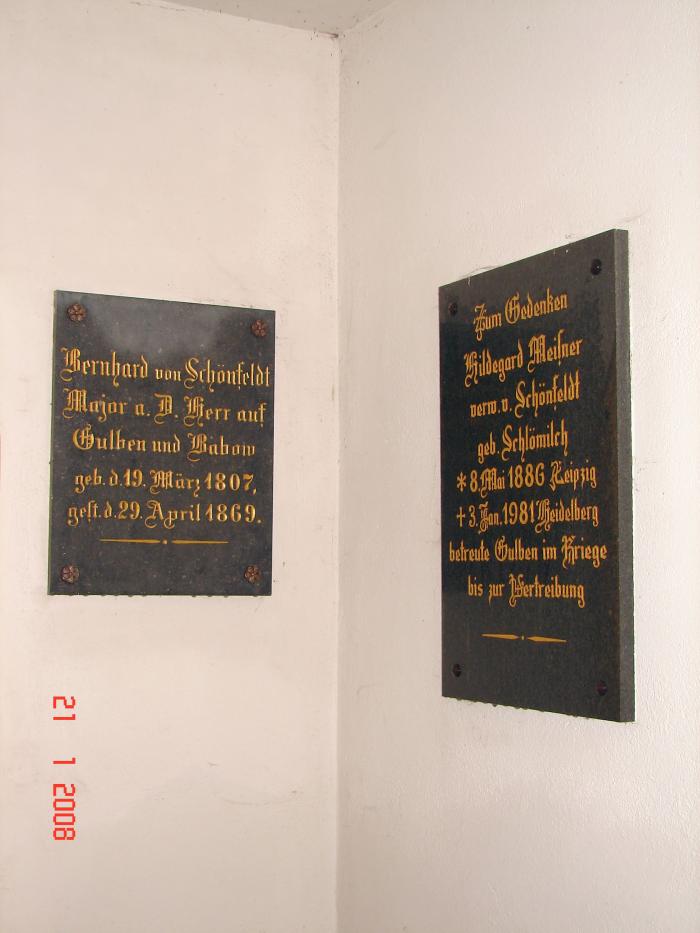 Bernhard von Schönfeldt
Major a. D. Herr auf
Gulben und Babow
geb. d. 19. März 1807,
gest. d. 29. April 1869.
Zum Gedenken
Hildegard Meißner
verw. v. Schönfeldt
geb. Schlömilch
* 8. Mai 1886 Leipzig
† 3. Jan. 1981 Heidelberg
betreute Gulben im Kriege
bis zur Vertreibung
21 1 2008